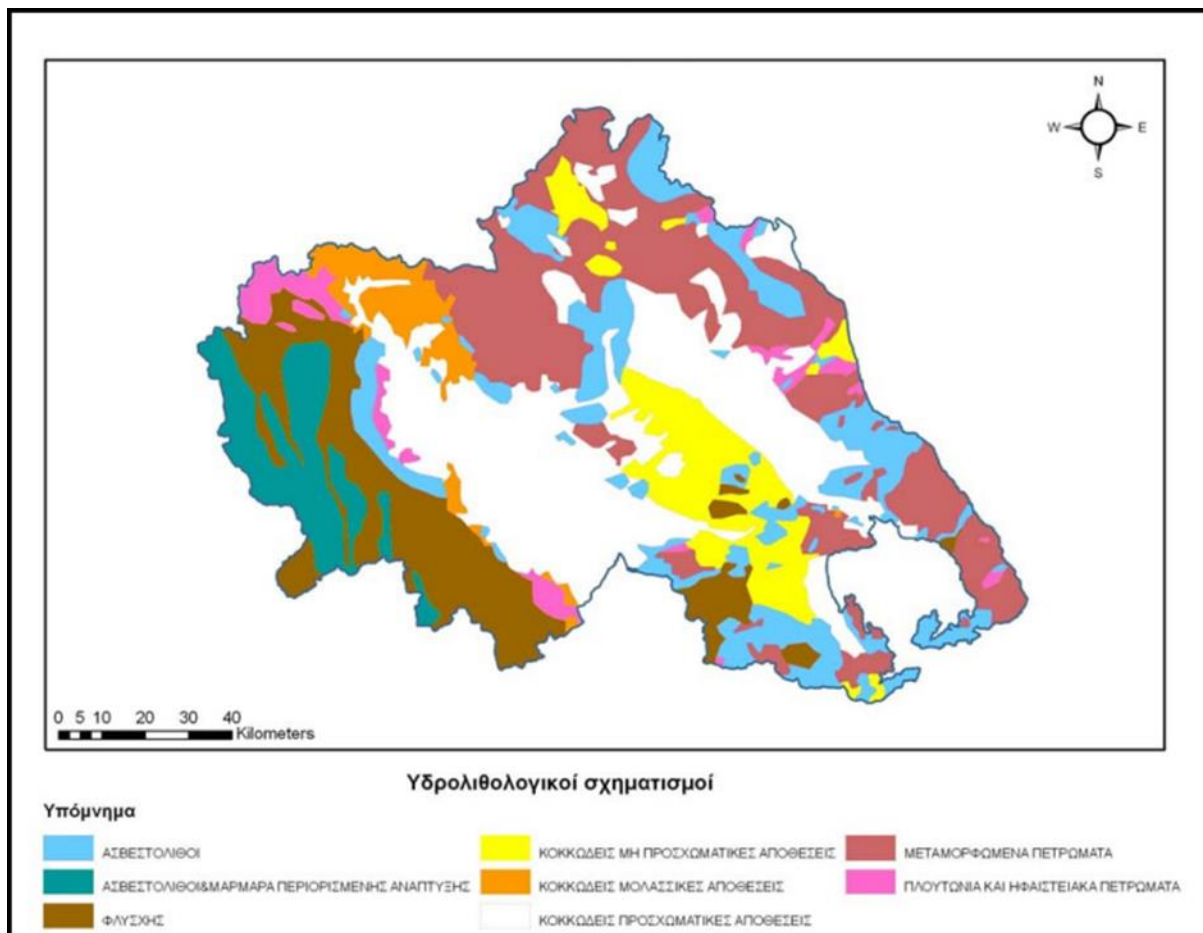 N
W E
S
0 5 10 20 30 40
Kilometers
Υδρολιθολογικοί σχηματισμοί
Υπόμνημα
ΑΣΒΕΣΤΟΛΙΘΟΙ
ΚΟΚΚΩΔΕΙΣ ΜΗ ΠΡΟΣΧΩΜΑΤΙΚΕΣ ΑΠΟΘΕΣΕΙΣ
ΜΕΤΑΜΟΡΦΩΜΕΝΑ ΠΕΤΡΩΜΑΤΑ
ΑΣΒΕΣΤΟΛΙΘΟΙ&ΜΑΡΜΑΡΑ ΠΕΡΙΟΡΙΣΜΕΝΗΣ ΑΝΑΠΤΥΞΗΣ
ΚΟΚΚΩΔΕΙΣ ΜΟΛΑΣΣΙΚΕΣ ΑΠΟΘΕΣΕΙΣ
ΠΛΟΥΤΩΝΙΑ ΚΑΙ ΗΦΑΙΣΤΕΙΑΚΑ ΠΕΤΡΩΜΑΤΑ
ΦΛΥΣΧΗΣ
ΚΟΚΚΩΔΕΙΣ ΠΡΟΣΧΩΜΑΤΙΚΕΣ ΑΠΟΘΕΣΕΙΣ